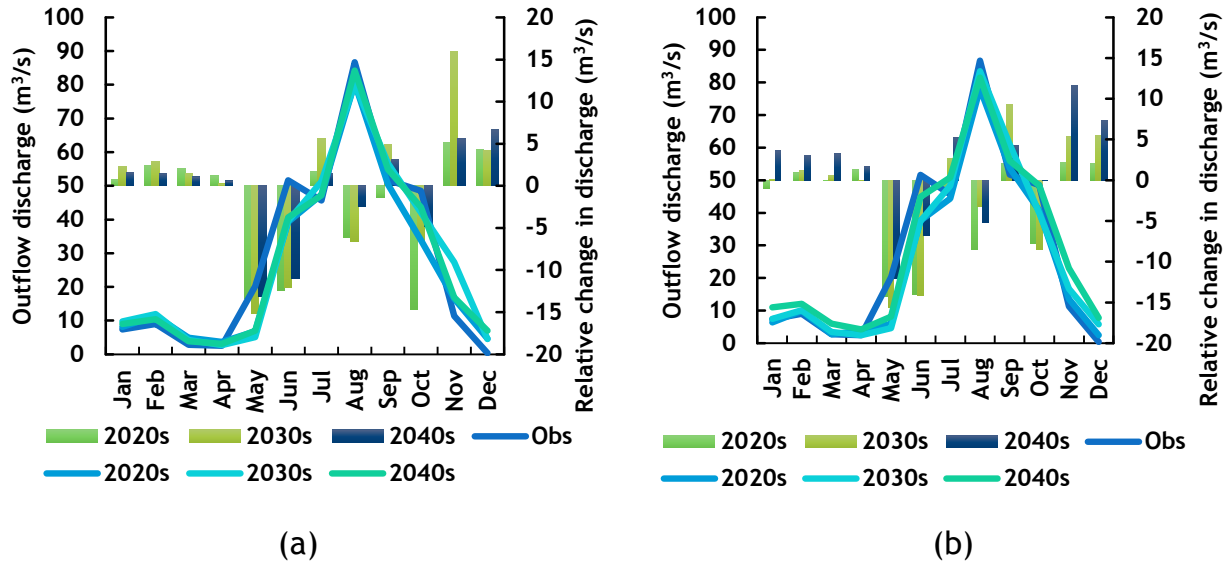 Outflow discharge (m³/s)
100
90
80
70
60
50
40
30
20
10
0
20
15
10
5
0
-5
-10
-15
-20
Relative change in discharge (m³/s)
Jan
Feb
Mar
Apr
May
Jun
Jul
Aug
Sep
Oct
Nov
Dec
2020s 2030s 2040s Obs
2020s 2030s 2040s
(a)
Outflow discharge (m³/s)
100
90
80
70
60
50
40
30
20
10
0
20
15
10
5
0
-5
-10
-15
-20
Relative change in discharge (m³/s)
Jan
Feb
Mar
Apr
May
Jun
Jul
Aug
Sep
Oct
Nov
Dec
2020s 2030s 2040s Obs
2020s 2030s 2040s
(b)